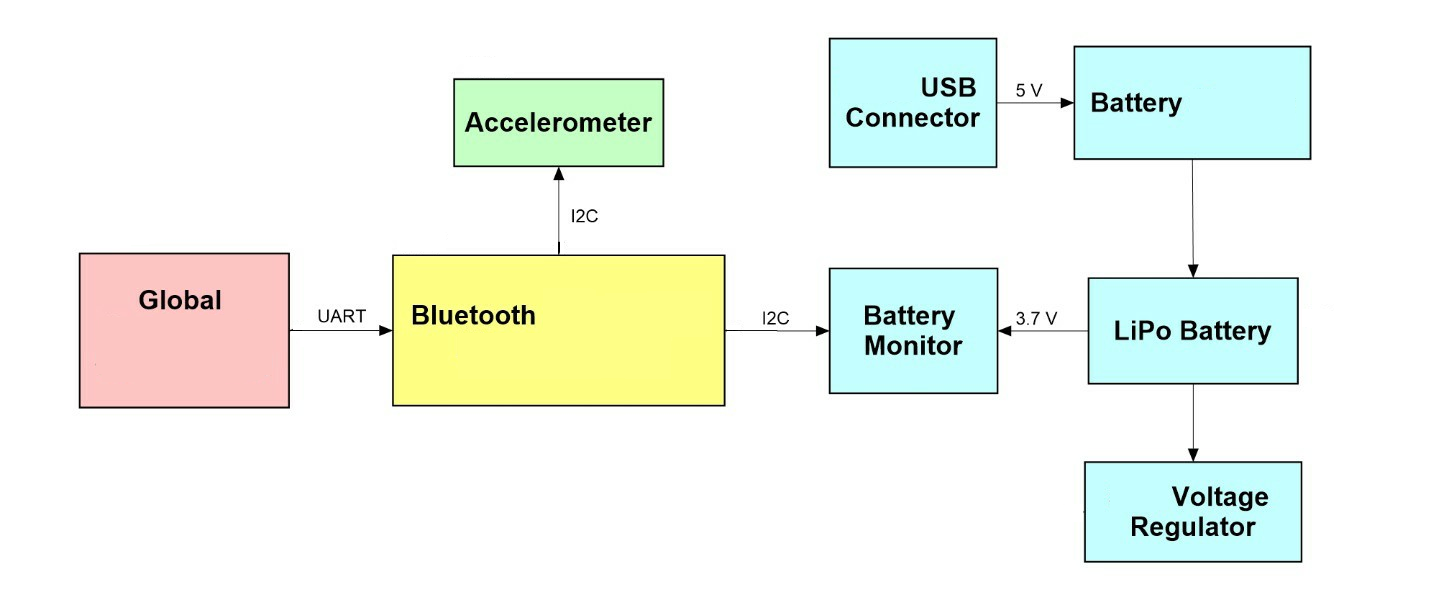 USB
Connector
5 V
Battery
Accelerometer
I2C
Global
UART
Bluetooth
I2C
Battery
Monitor
3.7 V
LiPo Battery
Voltage
Regulator